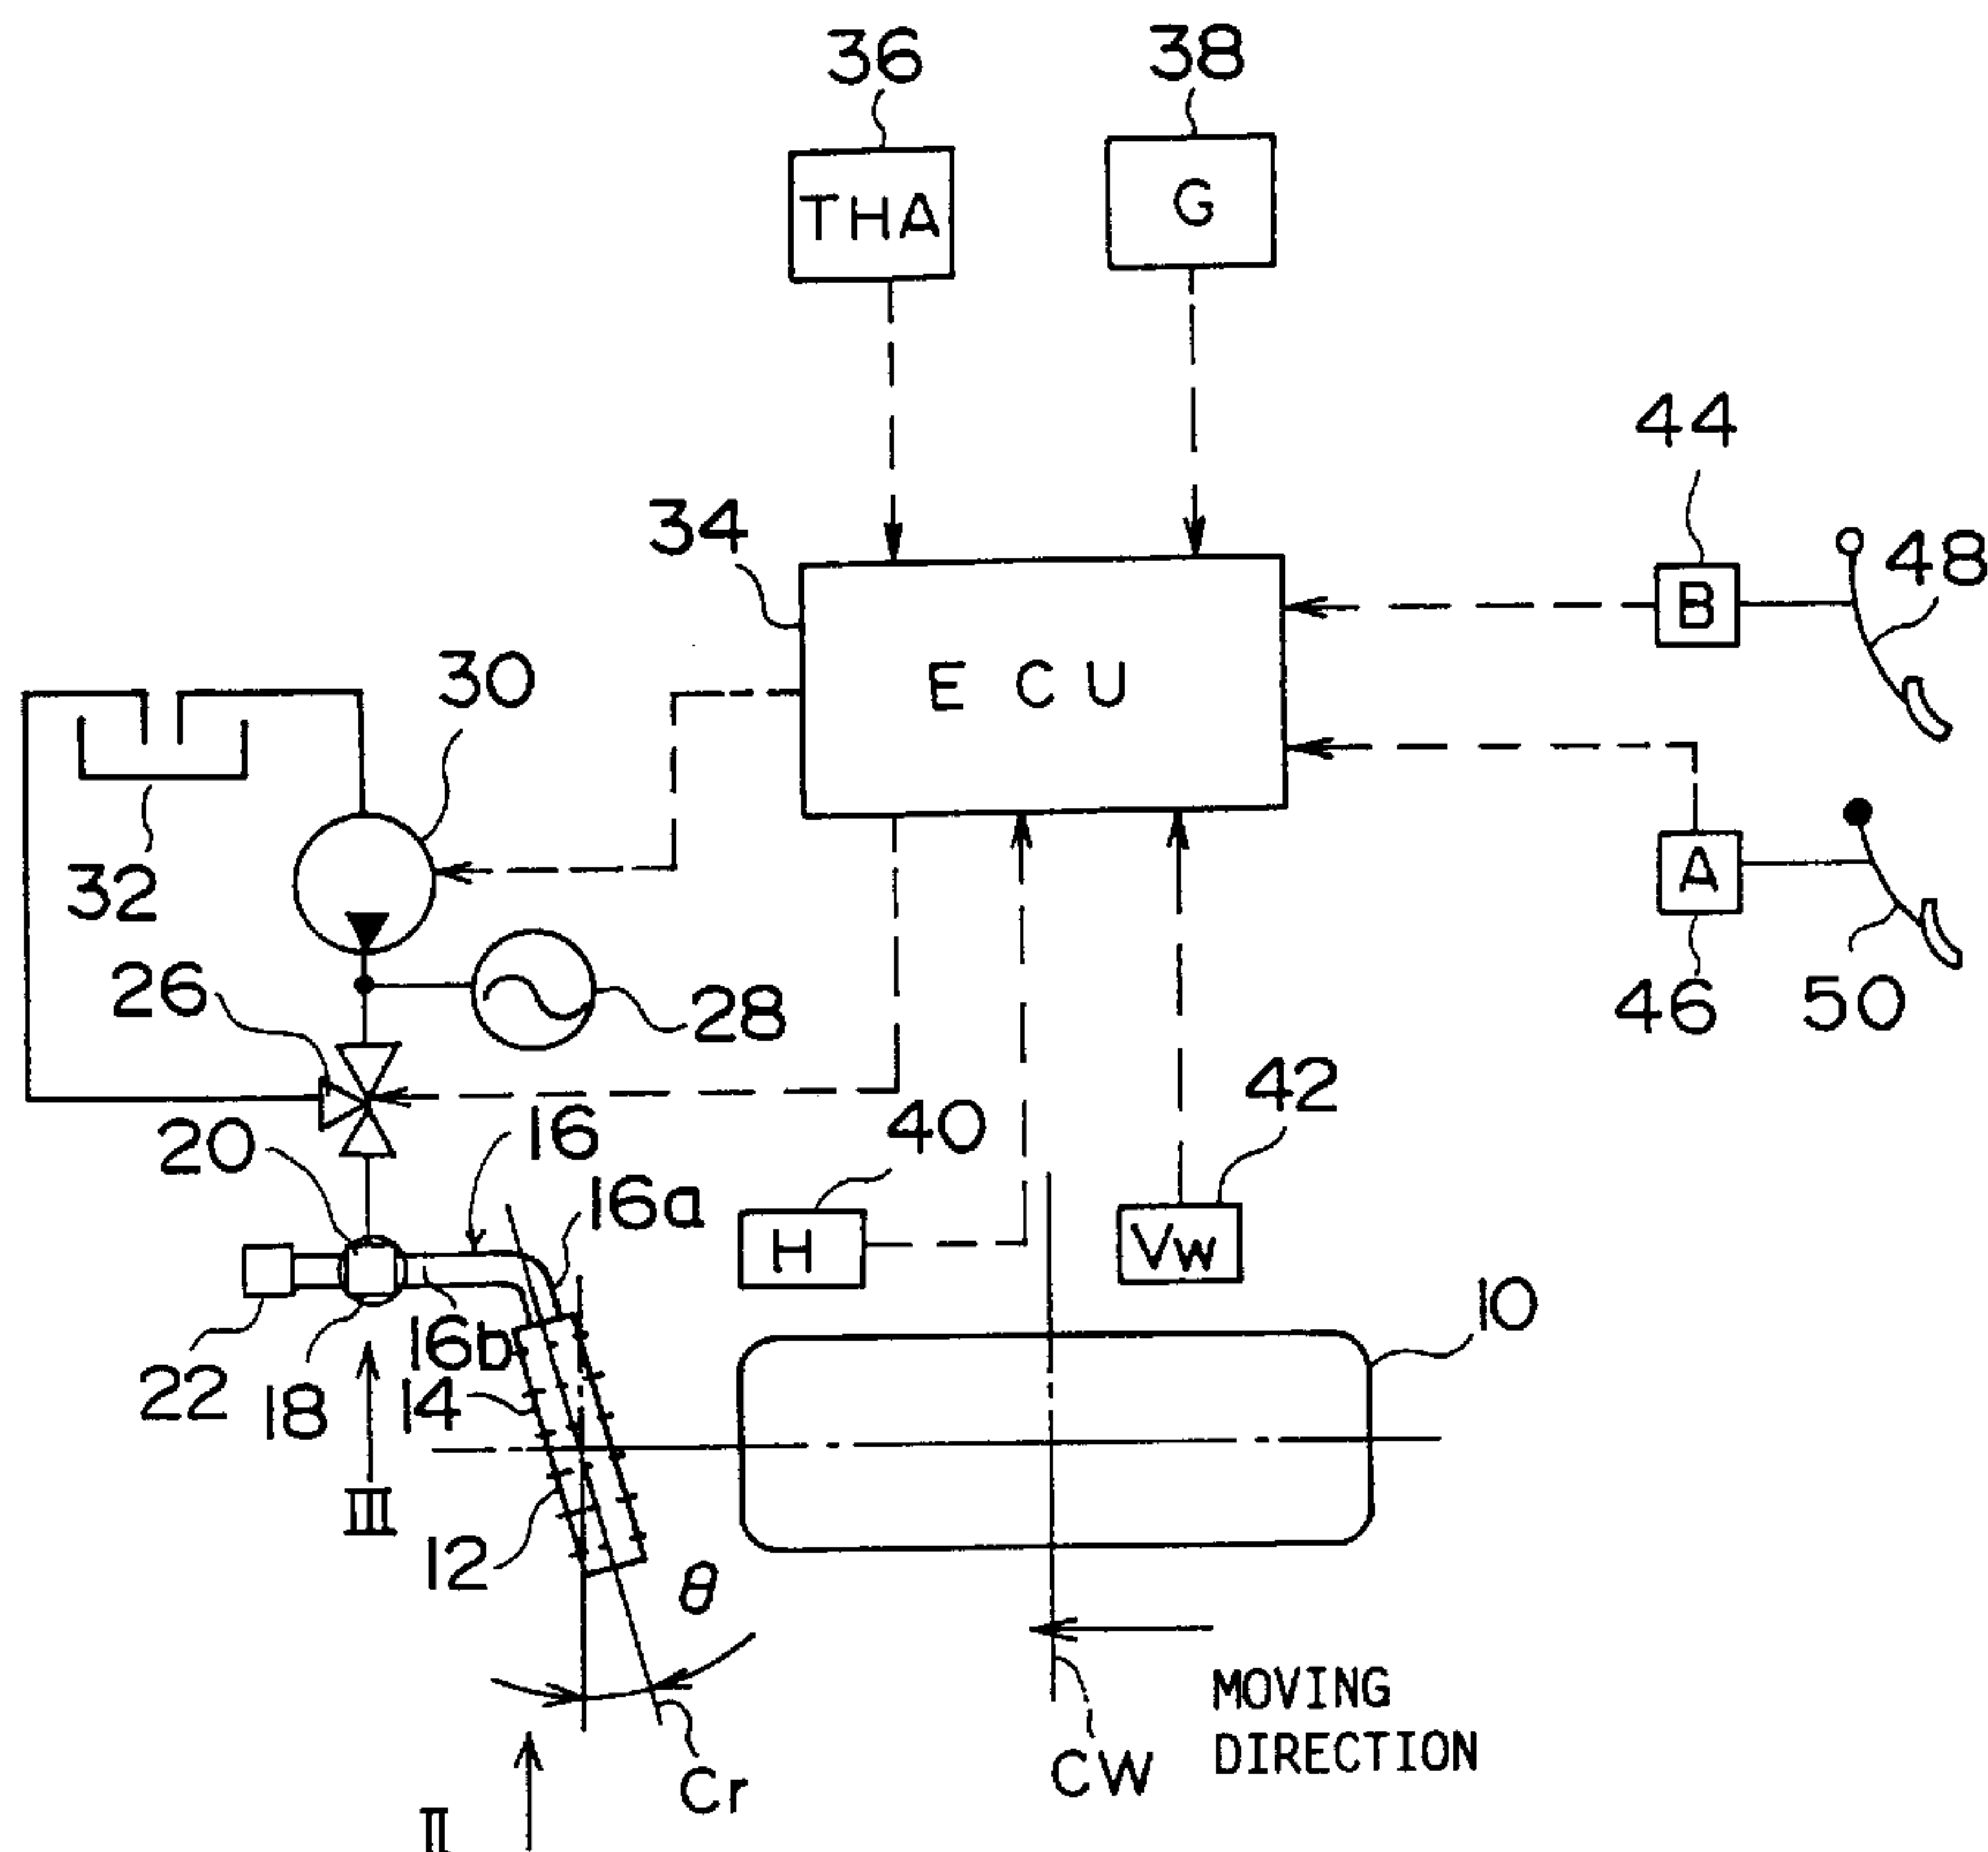 36
38
THA
G
44
34
48
B
30
E C U
32
A
26
28
46
50
42
20
16
40
16a
H
Vw
10
16b
22
18
14
III
12
θ
MOVING
DIRECTION
Cr
CW
II